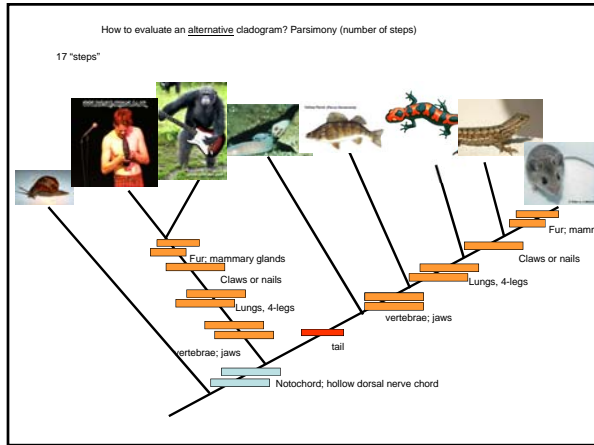 How to evaluate an alternative cladogram? Parsimony (number of steps)
17 “steps”
Fur; mammary glands
Claws or nails
Lungs, 4-legs
vertebrae; jaws
Fur; mamm
Claws or nails
Lungs, 4-legs
vertebrae; jaws
tail
Notochord; hollow dorsal nerve chord